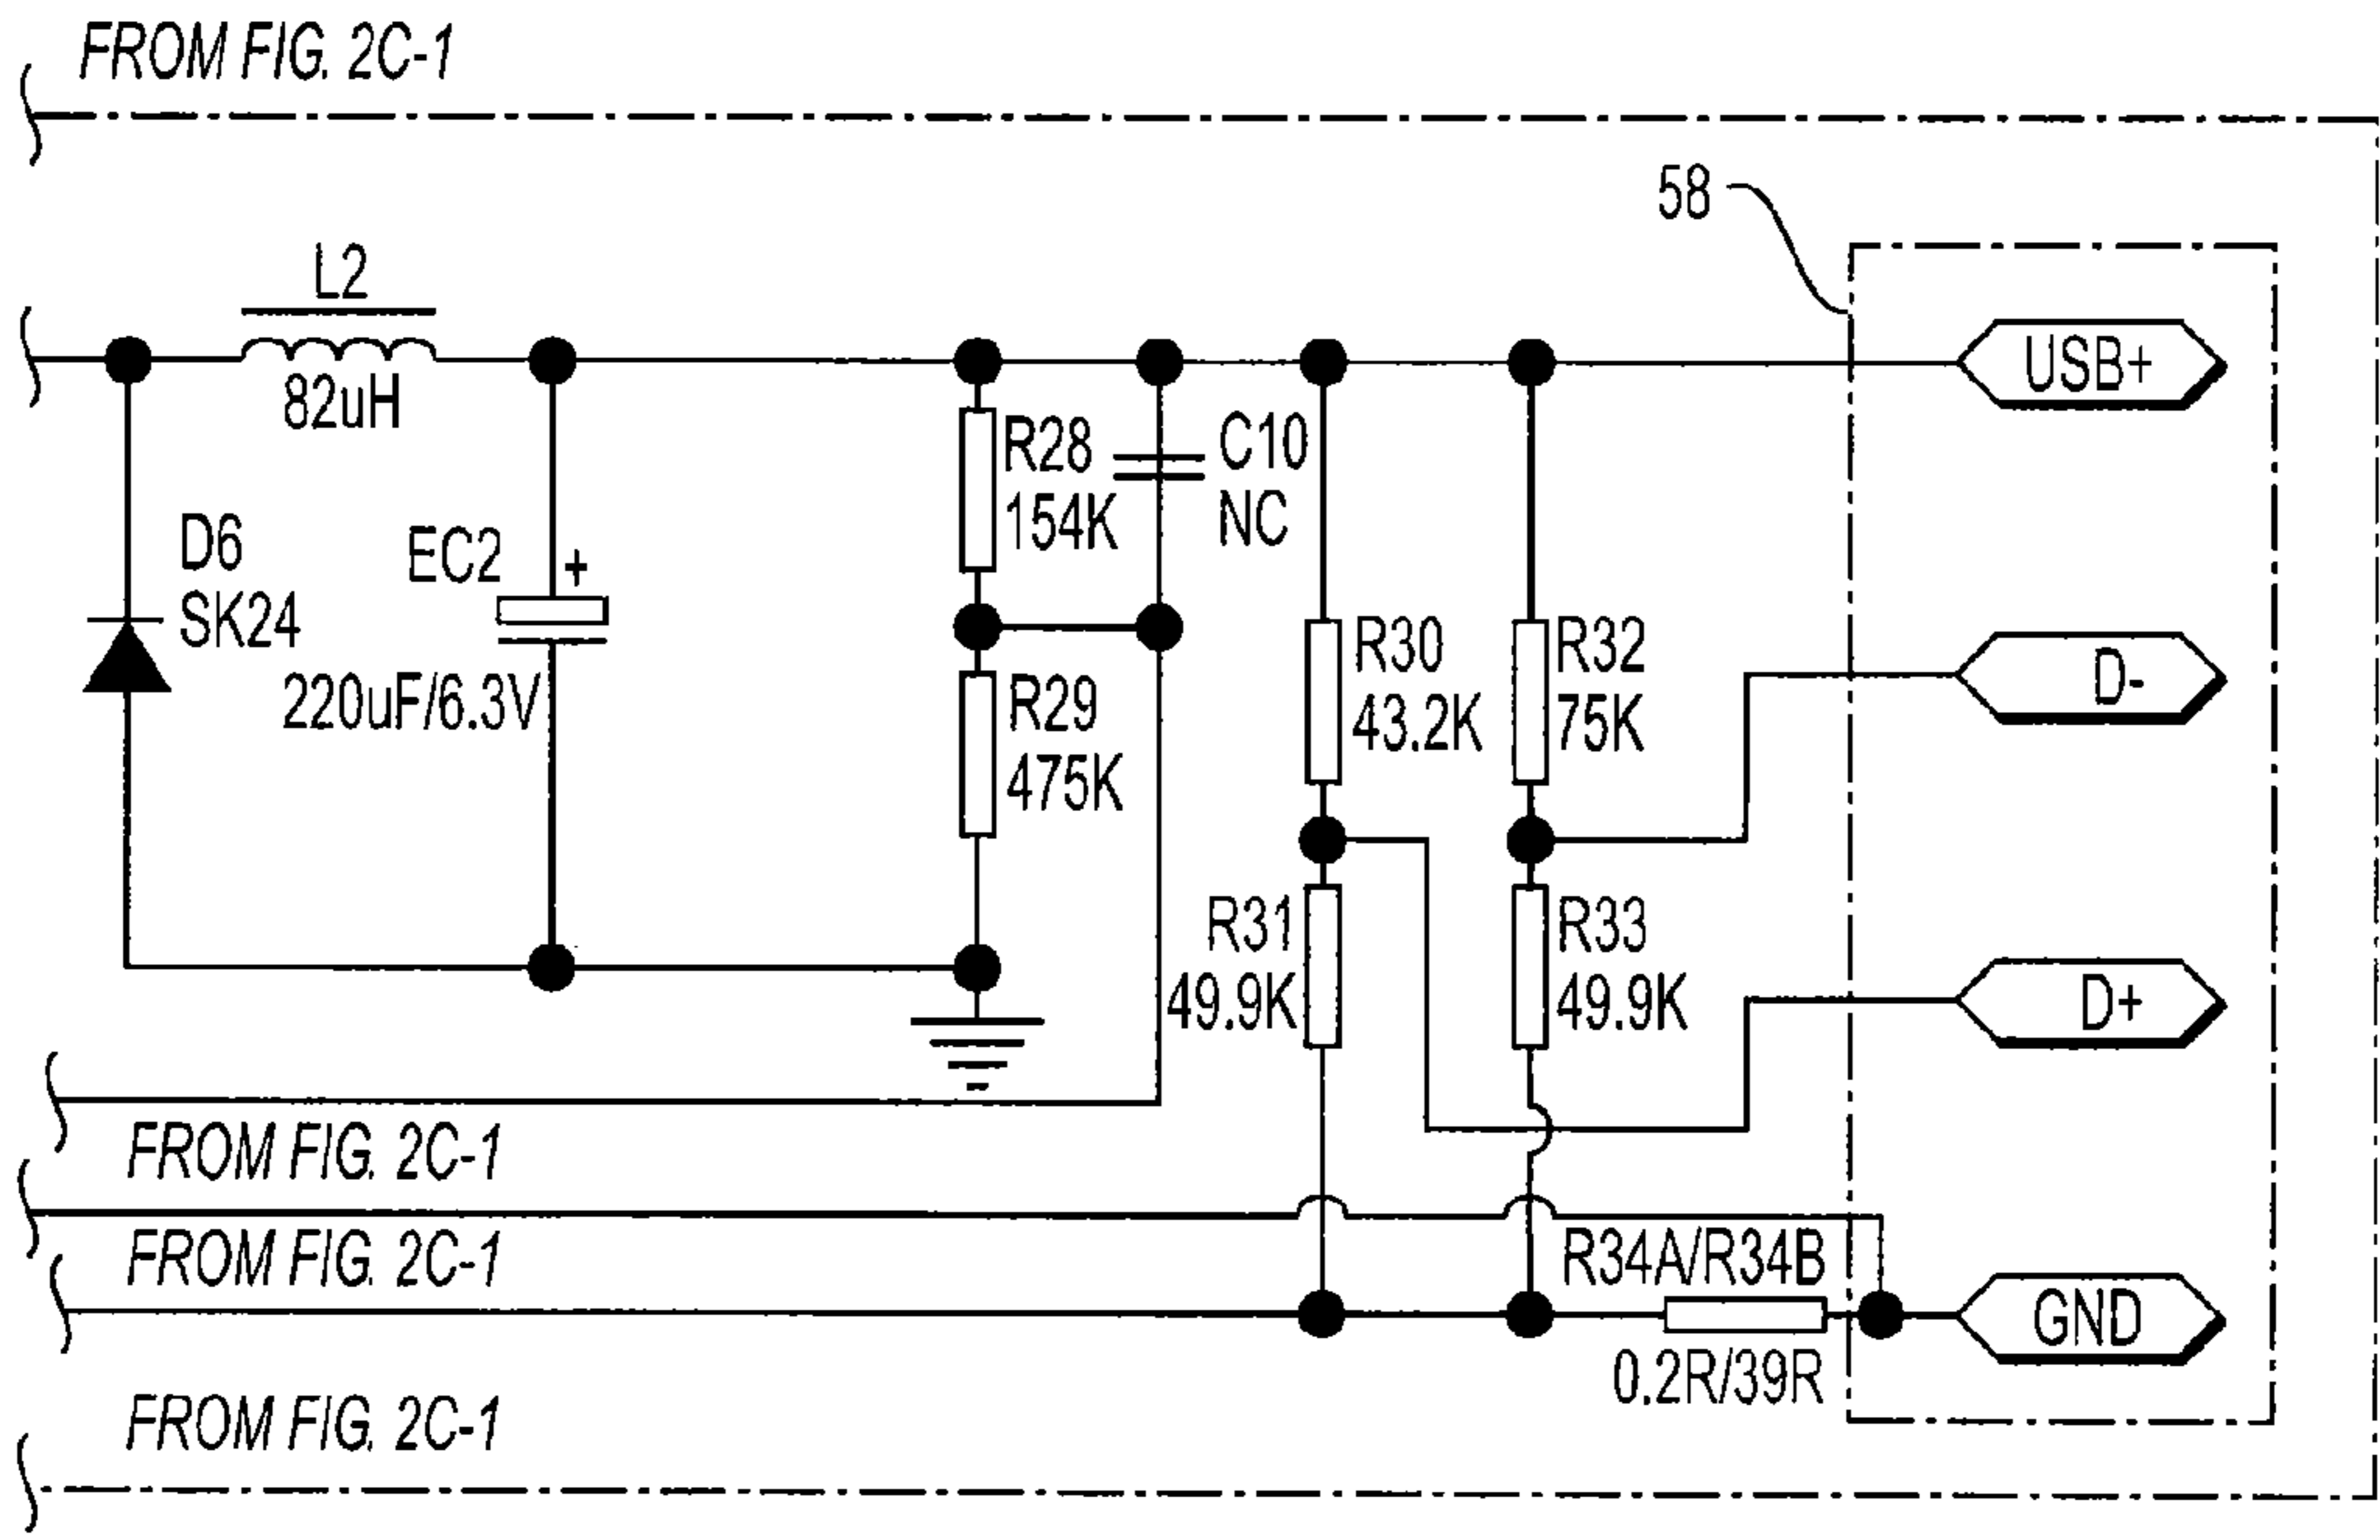 FROM FIG. 2C-1
58
L2
82uH
USB+
R28
154K
C10
NC
D6
SK24
EC2
+
220uF/6.3V
R30
43.2K
R32
75K
D-
R29
475K
R31
49.9K
R33
49.9K
D+
FROM FIG. 2C-1
FROM FIG. 2C-1
R34A/R34B
0.2R/39R
GND
FROM FIG. 2C-1